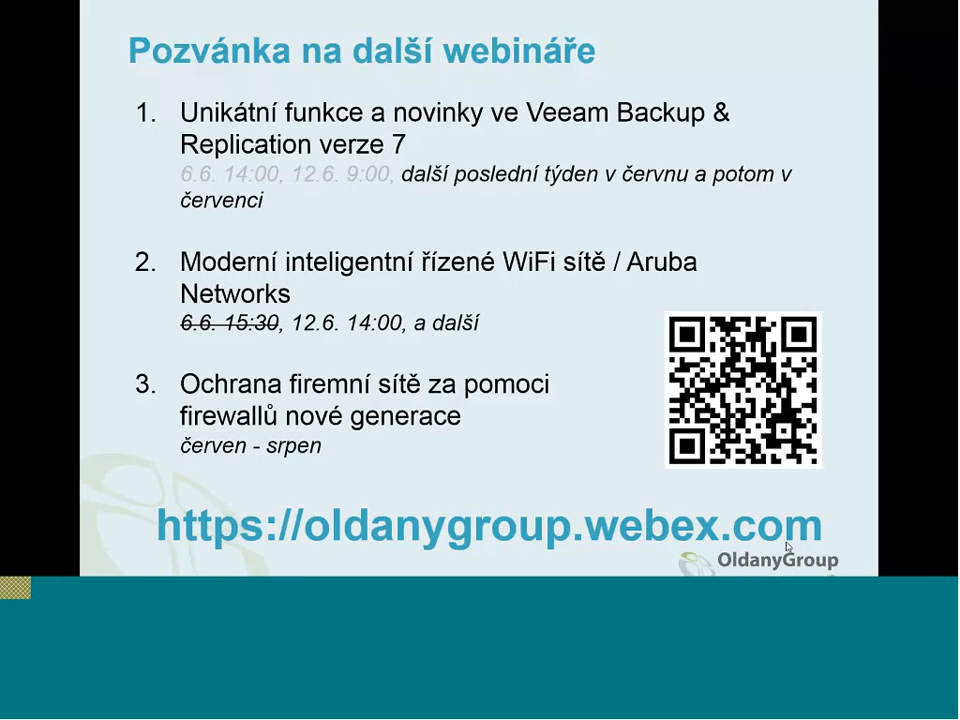 Pozvánka na další webináře
1. Unikátní funkce a novinky ve Veeam Backup &
Replication verze 7
6.6. 14:00, 12.6. 9:00, další poslední týden v červnu a potom v
červenci
2. Moderní inteligentní řízené WiFi sítě / Aruba
Networks
6.6. 15:30, 12.6. 14:00, a další
3. Ochrana firemní sítě za pomoci
firewallů nové generace
červen - srpen
https://oldanygroup.webex.com
OldanyGroup